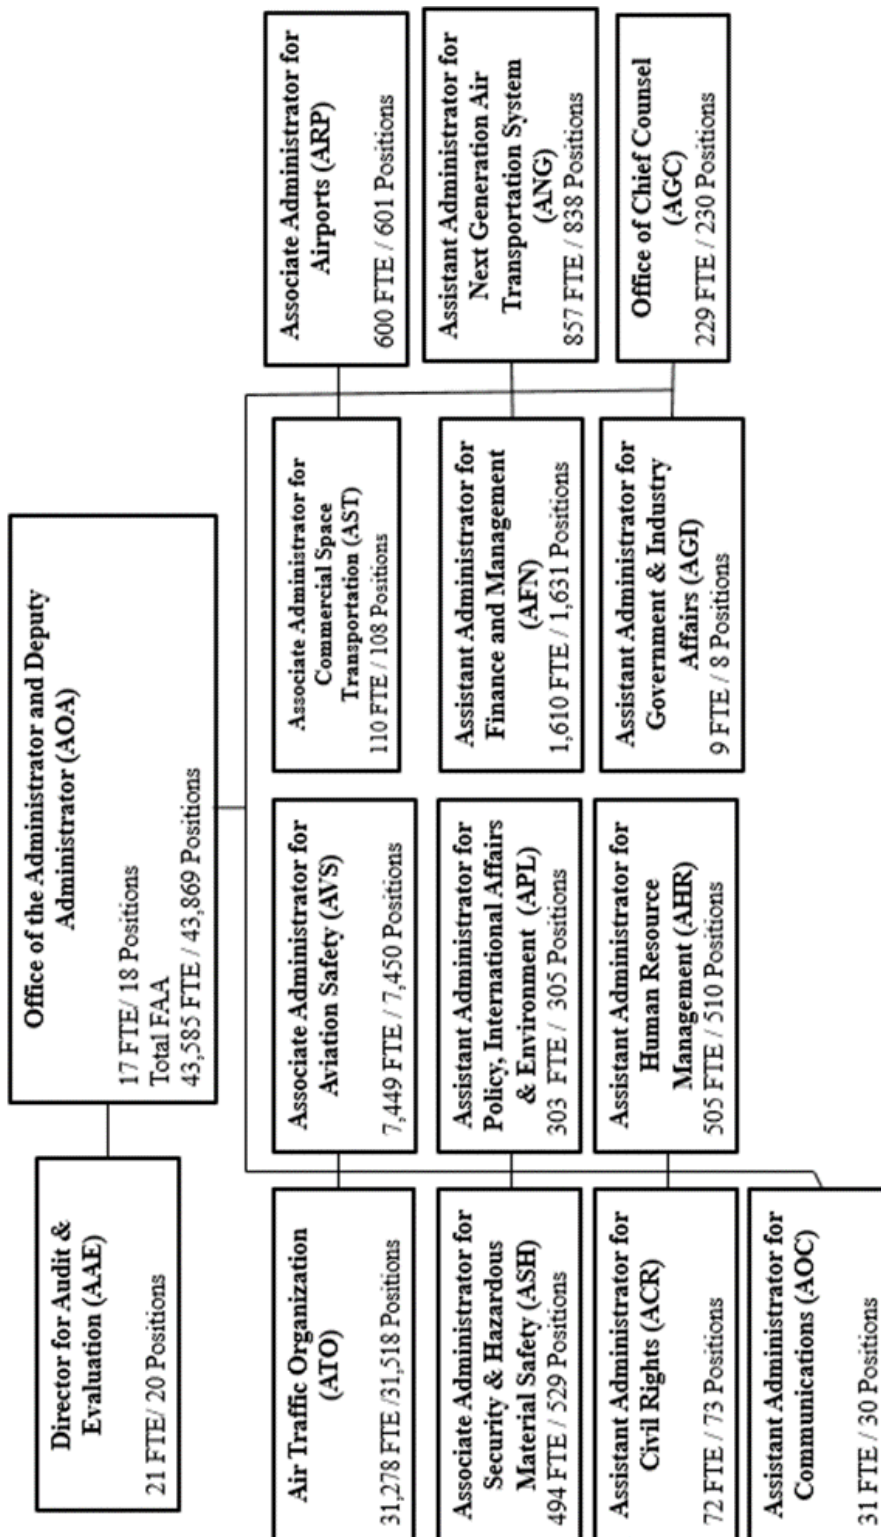 Office of the Administrator and Deputy
Administrator (AOA)
17 FTE/ 18 Positions
Total FAA
43,585 FTE / 43,869 Positions
Director for Audit &
Evaluation (AAE)
21 FTE/ 20 Positions
Air Traffic Organization
(ATO)
31,278 FTE /31,518 Positions
Associate Administrator for
Aviation Safety (AVS)
7,449 FTE / 7,450 Positions
Associate Administrator for
Commercial Space
Transportation (AST)
110 FTE / 108 Positions
Associate Administrator for
Airports (ARP)
600 FTE / 601 Positions
Associate Administrator for
Security & Hazardous
Material Safety (ASH)
494 FTE / 529 Positions
Assistant Administrator for
Policy, International Affairs
& Environment (APL)
303 FTE / 305 Positions
Assistant Administrator for
Finance and Management
(AFN)
1,610 FTE / 1,631 Positions
Assistant Administrator for
Next Generation Air
Transportation System
(ANG)
857 FTE / 838 Positions
Assistant Administrator for
Civil Rights (ACR)
72 FTE / 73 Positions
Assistant Administrator for
Human Resource
Management (AHR)
505 FTE / 510 Positions
Assistant Administrator for
Government & Industry
Affairs (AGI)
9 FTE / 8 Positions
Office of Chief Counsel
(AGC)
229 FTE / 230 Positions
Assistant Administrator for
Communications (AOC)
31 FTE / 30 Positions